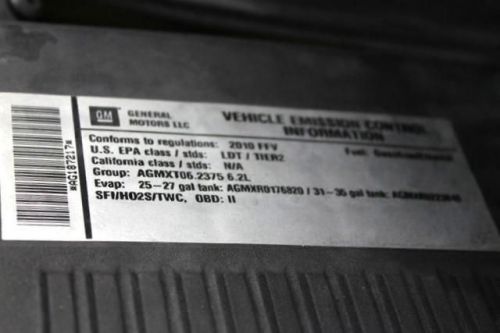 *AG187217*
GM GENERAL MOTORS LLC
VEHICLE EMISSION CONTROL
INFORMATION
Conforms to regulations: 2010 FFV
Fuel:
U.S. EPA class / stds: LDT / TIER2
California class / stds: N/A
Group: AGMXT06.2375 6.2L
Evap: 25-27 gal tank: AGMXR0176820 / 31-35 gal tank:
SFI/HO2S/TWC, OBD: II